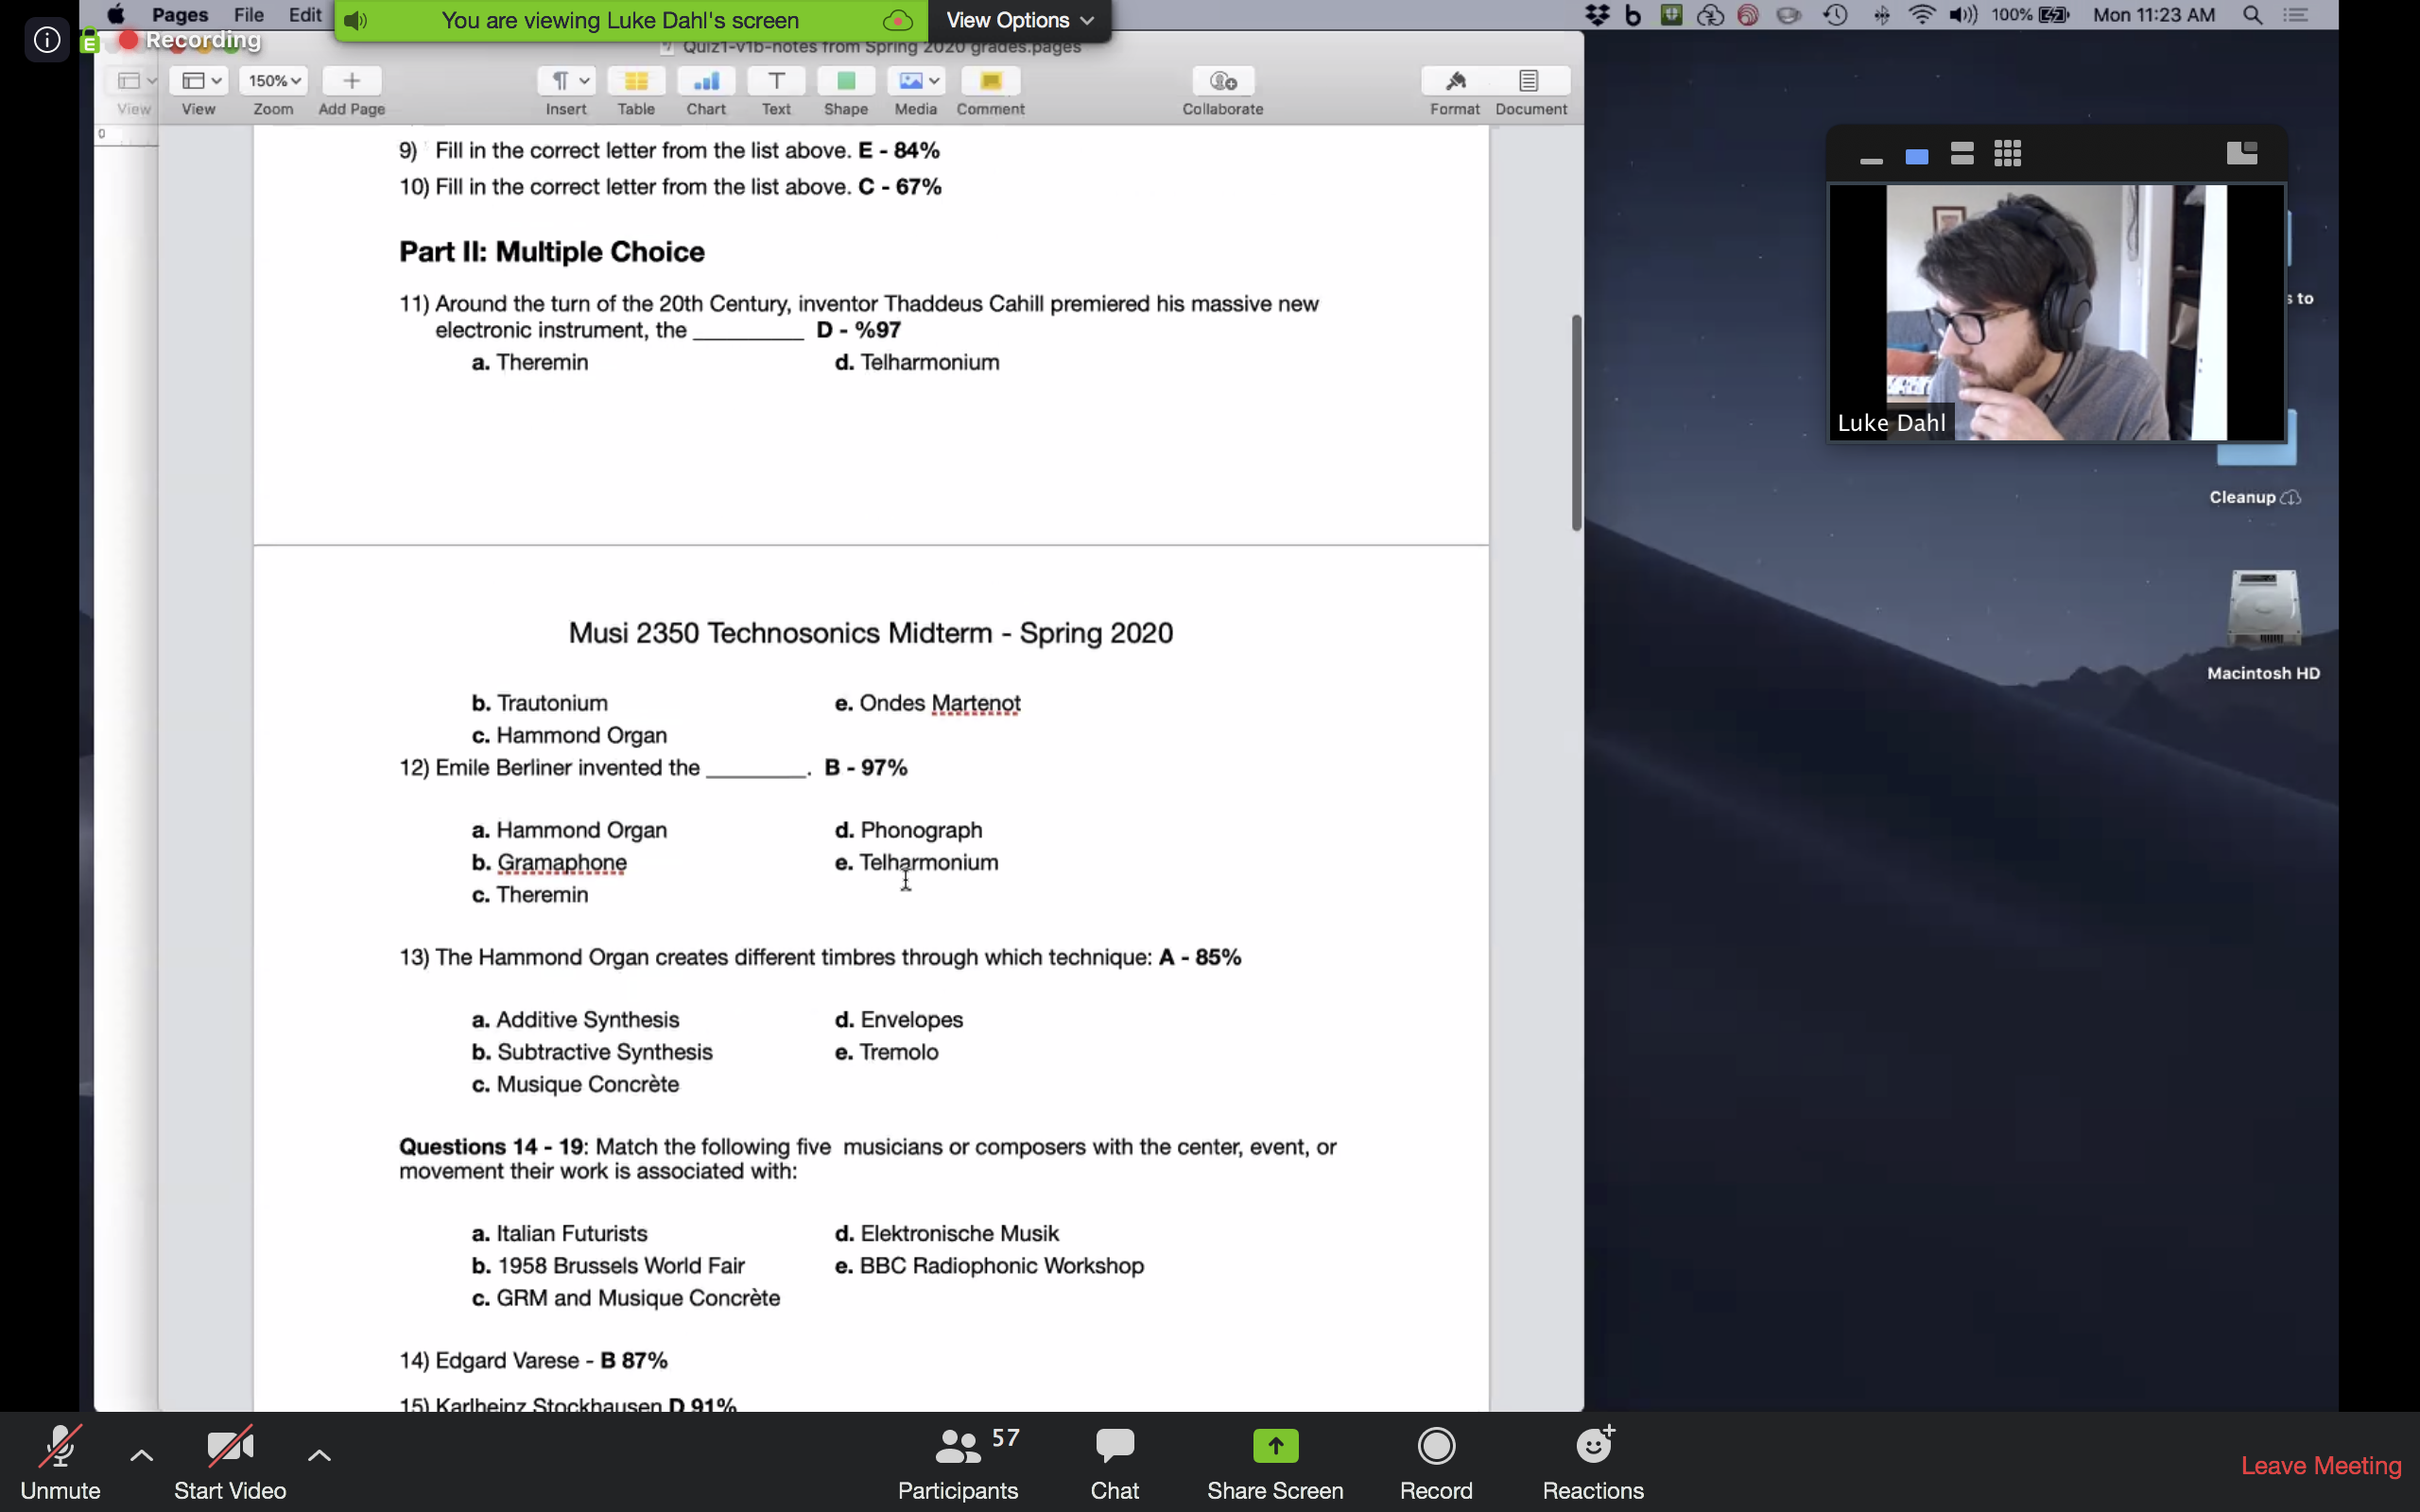 Pages File Edit
You are viewing Luke Dahl's screen
View Options
100%
Mon 11:23 AM
Recording
Quiz1-v1b-notes from Spring 2020 grades.pages
150%
View
View
Zoom
Add Page
Insert
Table
Chart
Text
Shape
Media
Comment
Collaborate
Format
Document
0
9) Fill in the correct letter from the list above. E - 84%
10) Fill in the correct letter from the list above. C - 67%
Part II: Multiple Choice
11) Around the turn of the 20th Century, inventor Thaddeus Cahill premiered his massive new
electronic instrument, the __________ D - %97
a. Theremin d. Telharmonium
Musi 2350 Technosonics Midterm - Spring 2020
b. Trautonium e. Ondes Martenot
c. Hammond Organ
12) Emile Berliner invented the _________. B - 97%
a. Hammond Organ d. Phonograph
b. Gramaphone e. Telharmonium
c. Theremin
13) The Hammond Organ creates different timbres through which technique: A - 85%
a. Additive Synthesis d. Envelopes
b. Subtractive Synthesis e. Tremolo
c. Musique Concrète
Questions 14 - 19: Match the following five musicians or composers with the center, event, or
movement their work is associated with:
a. Italian Futurists d. Elektronische Musik
b. 1958 Brussels World Fair e. BBC Radiophonic Workshop
c. GRM and Musique Concrète
14) Edgard Varese - B 87%
15) Karlheinz Stockhausen D 91%
Luke Dahl
s to
Cleanup
Macintosh HD
Unmute
Start Video
57
Participants
Chat
Share Screen
Record
Reactions
Leave Meeting